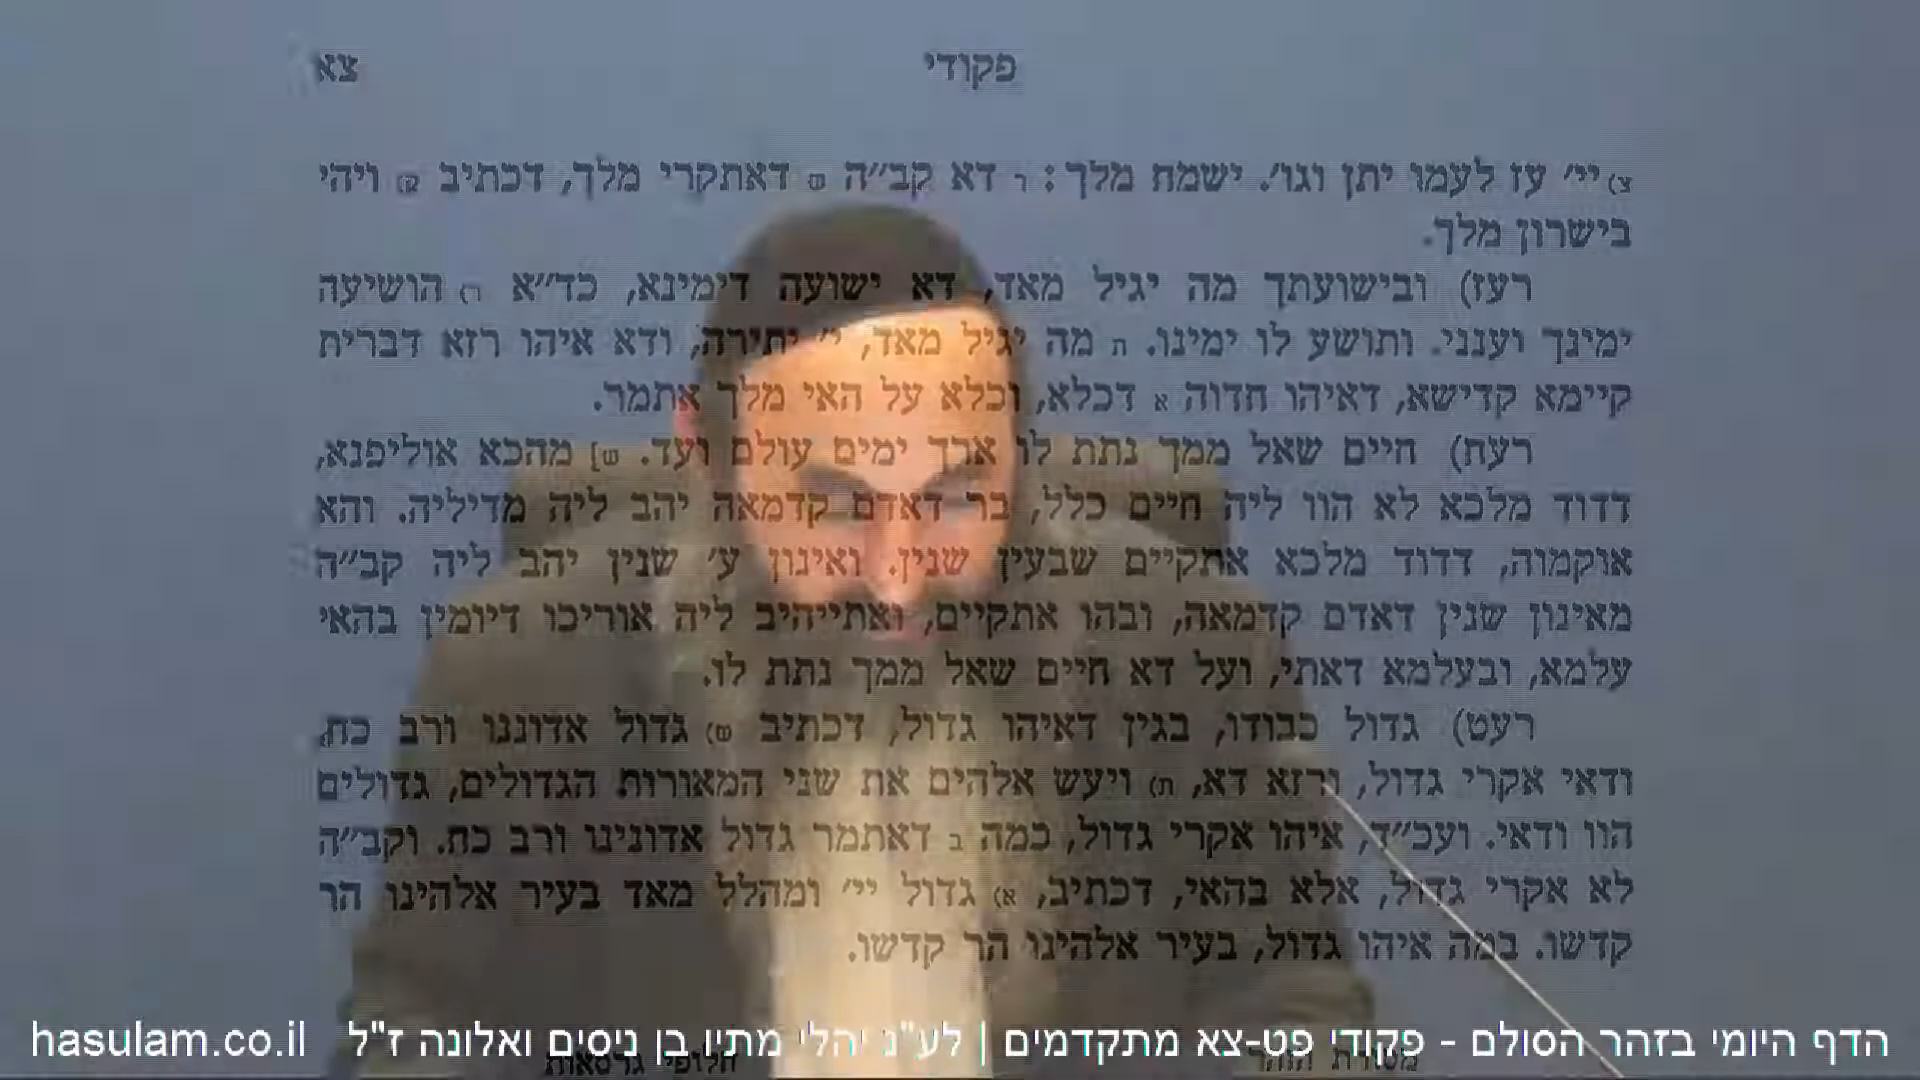 פקודי צא
צ) יי׳ עז לעמו יתן וגו׳. ישמח מלך: ר דא קב״ה ש דאתקרי מלך, דכתיב ק) ויהי
בישרון מלך.
רעז) ובישועתך מה יגיל מאד, דא ישועה דימינא, כד״א ר) הושיעה
ימינך וענני. ותושע לו ימינו. ת מה יגיל מאד, י׳ יתירה, ודא איהו רזא דברית
קיימא קדישא, דאיהו חדוה א דכלא, וכלא על האי מלך אתמר.
רעח) חיים שאל ממך נתת לו ארך ימים עולם ועד. ש] מהכא אוליפנא,
דדוד מלכא לא הוו ליה חיים כלל, בר דאדם קדמאה יהב ליה מדיליה. והא
אוקמוה, דדוד מלכא אתקיים שבעין שנין. ואינון ע׳ שנין יהב ליה קב״ה
מאינון שנין דאדם קדמאה, ובהו אתקיים, ואתייהיב ליה אוריכו דיומין בהאי
עלמא, ובעלמא דאתי, ועל דא חיים שאל ממך נתת לו.
רעט) גדול כבודו, בגין דאיהו גדול, דכתיב ש) גדול אדוננו ורב כח,
ודאי אקרי גדול, ורזא דא, ת) ויעש אלהים את שני המאורות הגדולים, גדולים
הוו ודאי. ועכ״ד, איהו אקרי גדול, כמה ב דאתמר גדול אדונינו ורב כח. וקב״ה
לא אקרי גדול, אלא בהאי, דכתיב, א) גדול יי׳ ומהלל מאד בעיר אלהינו הר
קדשו. במה איהו גדול, בעיר אלהינו הר קדשו.
מסורת הזהר חלופי גרסאות
הדף היומי בזהר הסולם - פקודי פט-צא מתקדמים | לע"נ יהלי מתיו בן ניסים ואלונה ז"ל hasulam.co.il